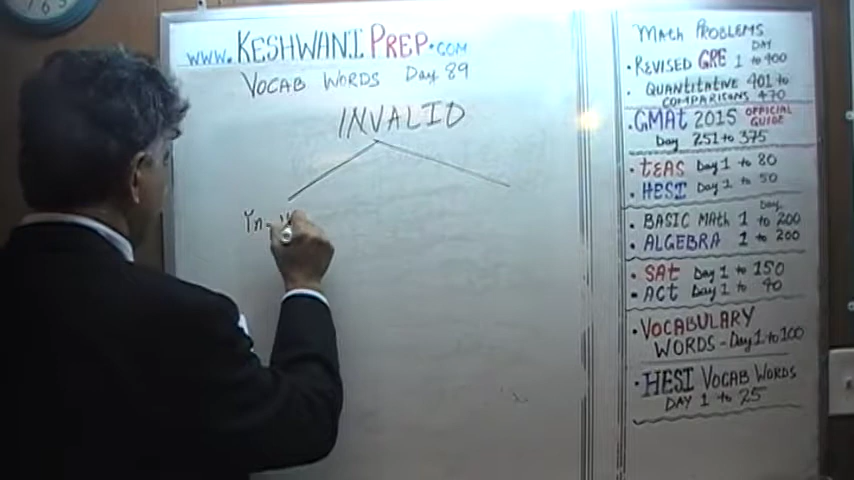 www.KESHWANIPREP.COM
VOCAB WORDS Day 89
INVALID
MATH PROBLEMS
• REVISED GRE DAY 1 to 400
• QUANTITATIVE 401 to
COMPARISONS 470
• GMAT 2015 OFFICIAL GUIDE
Day 251 to 375
• TEAS Day 1 to 80
• HESI Day 1 to 50
Day
• BASIC MATH 1 to 200
• ALGEBRA 1 to 200
• SAt Day 1 to 150
• ACT Day 1 to 40
• VOCABULARY
WORDS - Day 1 to 100
• HESI VOCAB WORDS
DAY 1 to 25